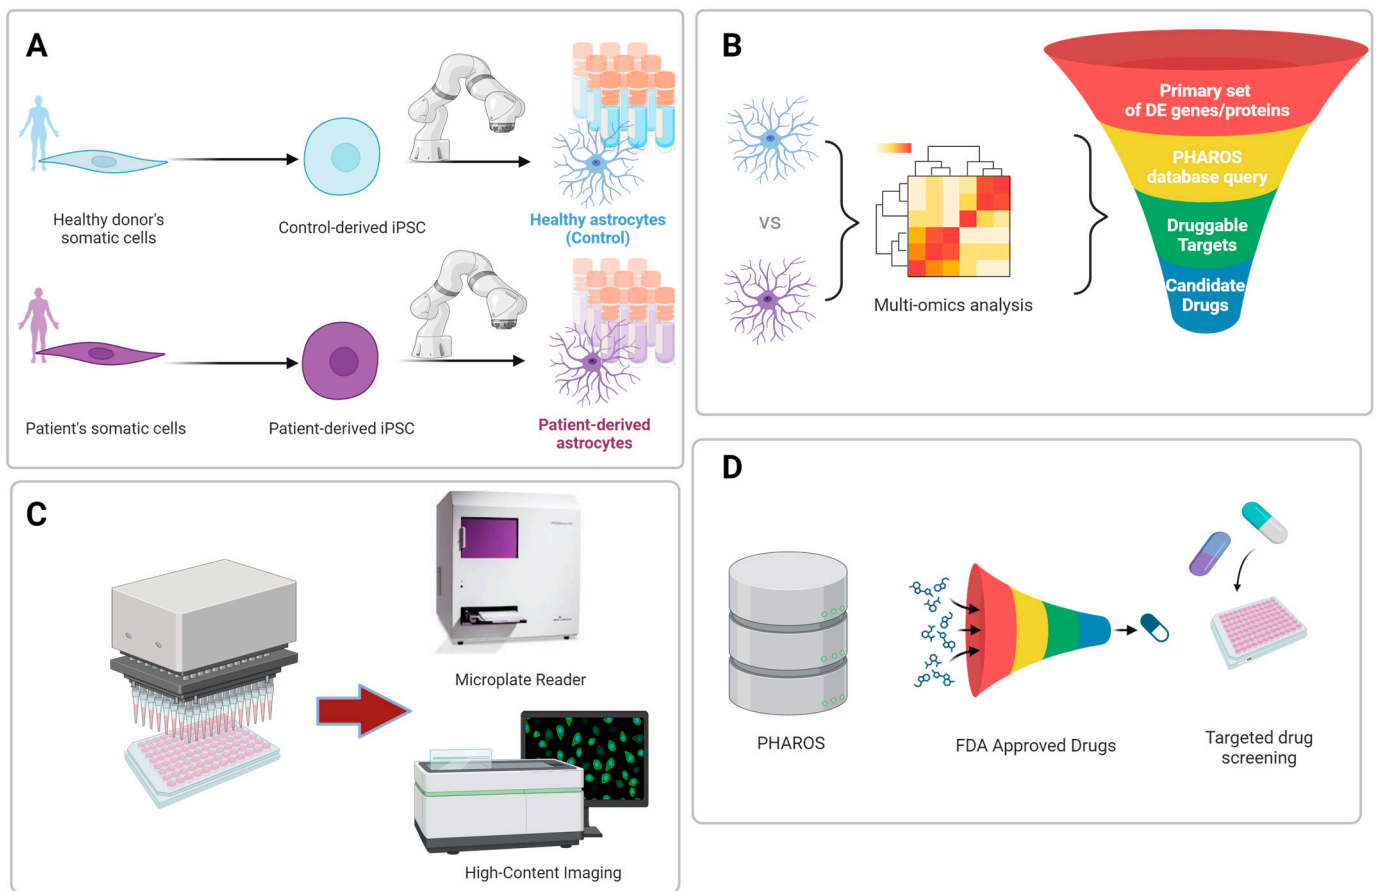 A
Healthy donor's
somatic cells
Control-derived iPSC
Healthy astrocytes
(Control)
Patient's somatic cells
Patient-derived iPSC
Patient-derived
astrocytes
B
VS
Multi-omics analysis
Primary set
of DE genes/proteins
PHAROS
database query
Druggable
Targets
Candidate
Drugs
C
Microplate Reader
High-Content Imaging
D
PHAROS
FDA Approved Drugs
Targeted drug
screening